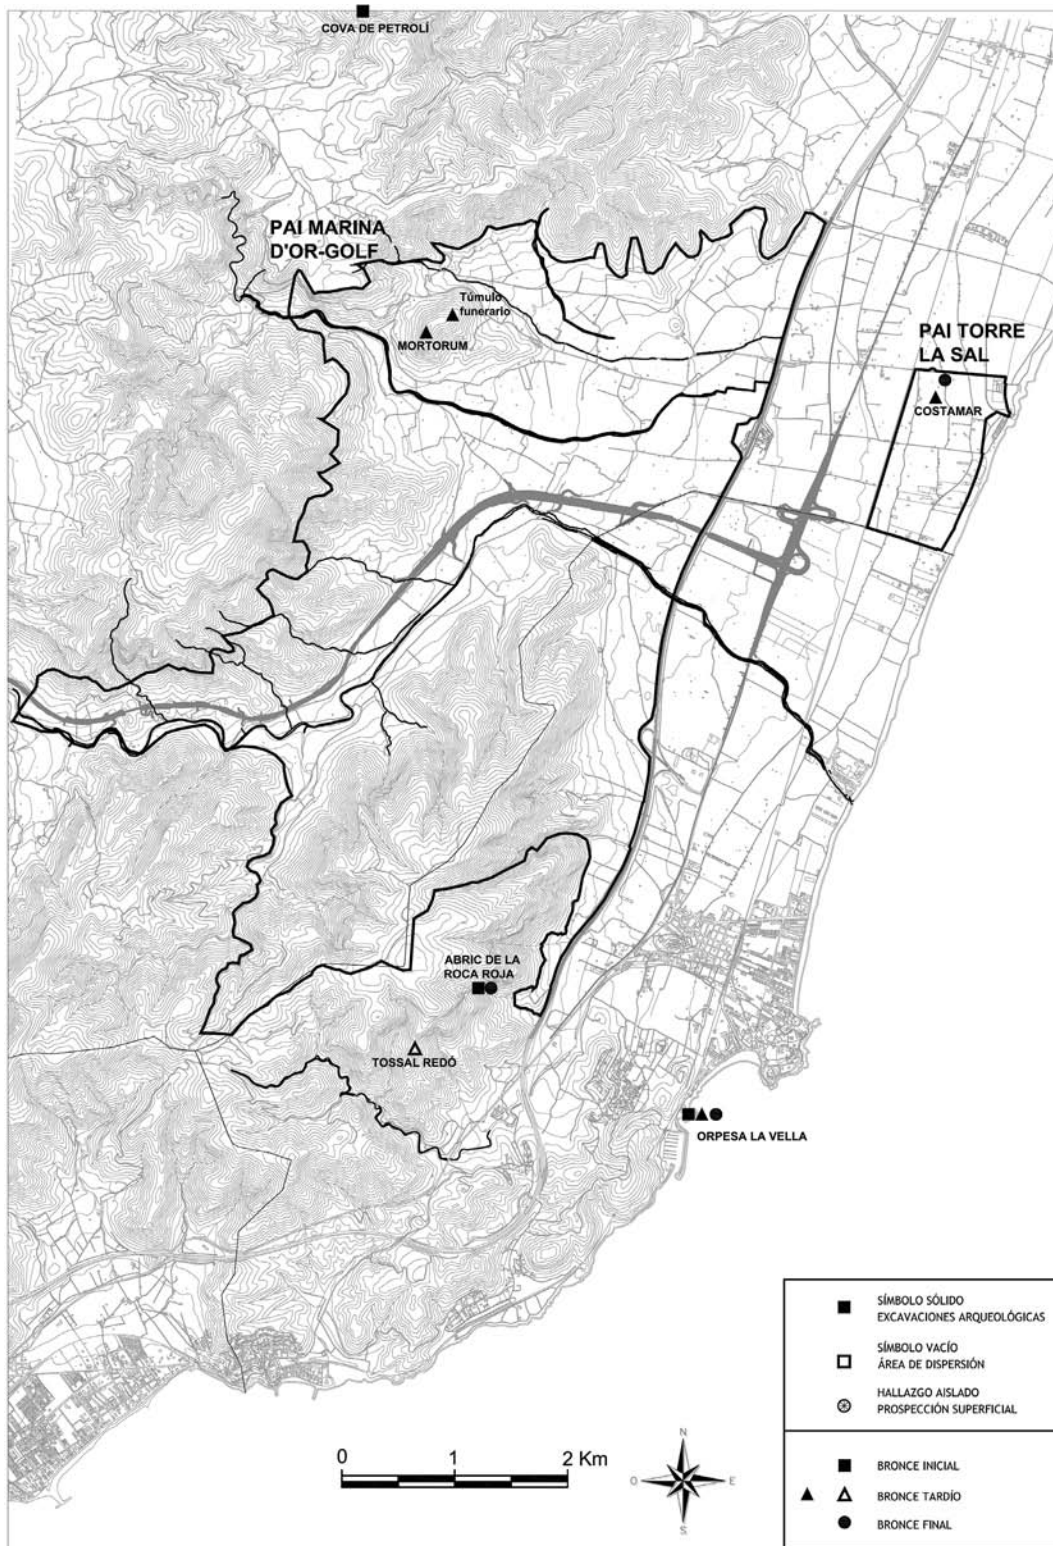 COVA DE PETROLÍ
PAI MARINA
D'OR-GOLF
Túmulo
funerario
MORTORUM
PAI TORRE
LA SAL
COSTAMAR
ABRIC DE LA
ROCA ROJA
TOSSAL REDÓ
ORPESA LA VELLA
SÍMBOLO SÓLIDO
EXCAVACIONES ARQUEOLÓGICAS
SÍMBOLO VACÍO
ÁREA DE DISPERSIÓN
HALLAZGO AISLADO
PROSPECCIÓN SUPERFICIAL
BRONCE INICIAL
BRONCE TARDÍO
BRONCE FINAL
0 1 2 Km
N
O E
S